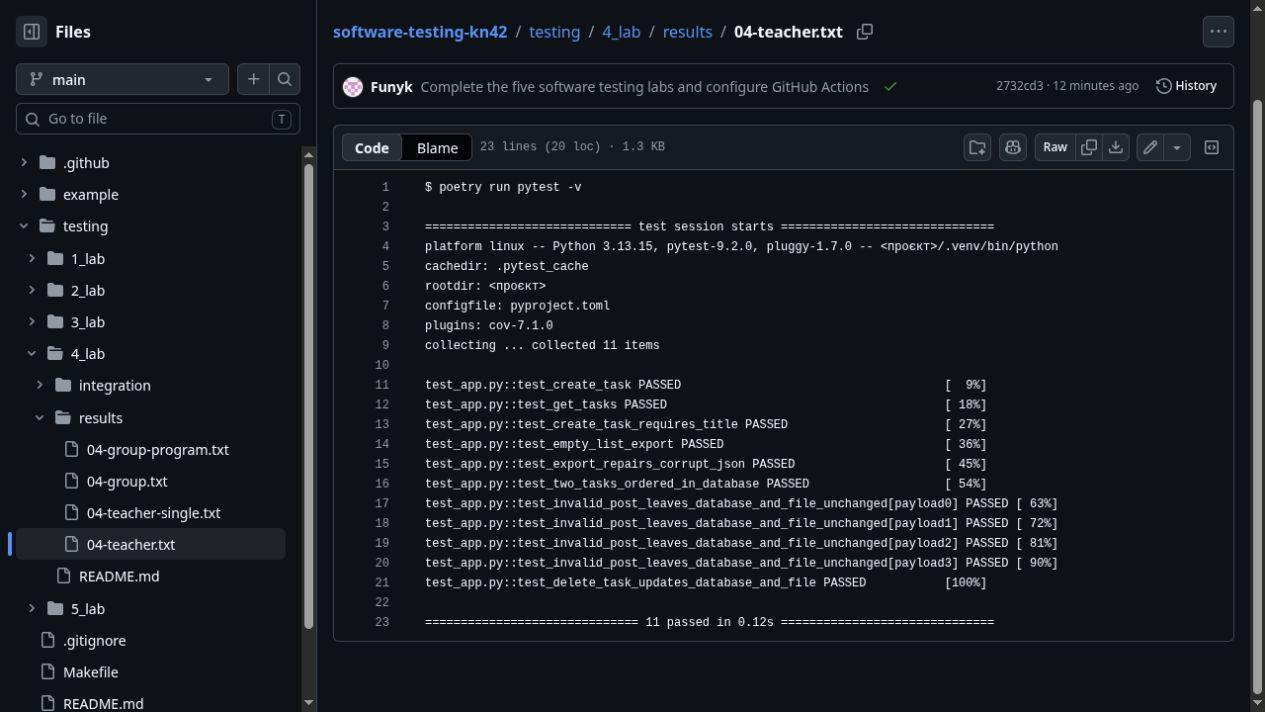 Files
main
Go to file
T
.github
example
testing
1_lab
2_lab
3_lab
4_lab
integration
results
04-group-program.txt
04-group.txt
04-teacher-single.txt
04-teacher.txt
README.md
5_lab
.gitignore
Makefile
README.md
software-testing-kn42 / testing / 4_lab / results / 04-teacher.txt
Funyk Complete the five software testing labs and configure GitHub Actions 2732cd3 · 12 minutes ago History
Code Blame 23 lines (20 loc) · 1.3 KB Raw
1 $ poetry run pytest -v
2
3 ============================= test session starts ==============================
4 platform linux -- Python 3.13.15, pytest-9.2.0, pluggy-1.7.0 -- <проєкт>/.venv/bin/python
5 cachedir: .pytest_cache
6 rootdir: <проєкт>
7 configfile: pyproject.toml
8 plugins: cov-7.1.0
9 collecting ... collected 11 items
10
11 test_app.py::test_create_task PASSED [  9%]
12 test_app.py::test_get_tasks PASSED [ 18%]
13 test_app.py::test_create_task_requires_title PASSED [ 27%]
14 test_app.py::test_empty_list_export PASSED [ 36%]
15 test_app.py::test_export_repairs_corrupt_json PASSED [ 45%]
16 test_app.py::test_two_tasks_ordered_in_database PASSED [ 54%]
17 test_app.py::test_invalid_post_leaves_database_and_file_unchanged[payload0] PASSED [ 63%]
18 test_app.py::test_invalid_post_leaves_database_and_file_unchanged[payload1] PASSED [ 72%]
19 test_app.py::test_invalid_post_leaves_database_and_file_unchanged[payload2] PASSED [ 81%]
20 test_app.py::test_invalid_post_leaves_database_and_file_unchanged[payload3] PASSED [ 90%]
21 test_app.py::test_delete_task_updates_database_and_file PASSED [100%]
22
23 ============================== 11 passed in 0.12s ==============================